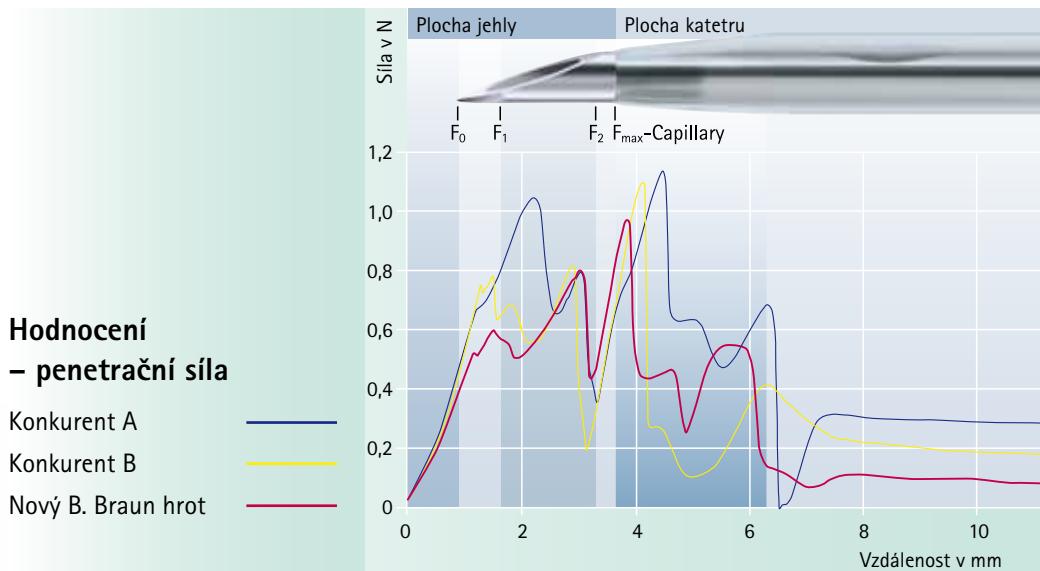 Plocha jehly
Plocha katetru
Síla v N
F0
F1
F2
Fmax-Capillary
1,2
1,0
0,8
0,6
0,4
0,2
0
0
2
4
6
8
10
Vzdálenost v mm
Hodnocení
– penetrační síla
Konkurent A
Konkurent B
Nový B. Braun hrot